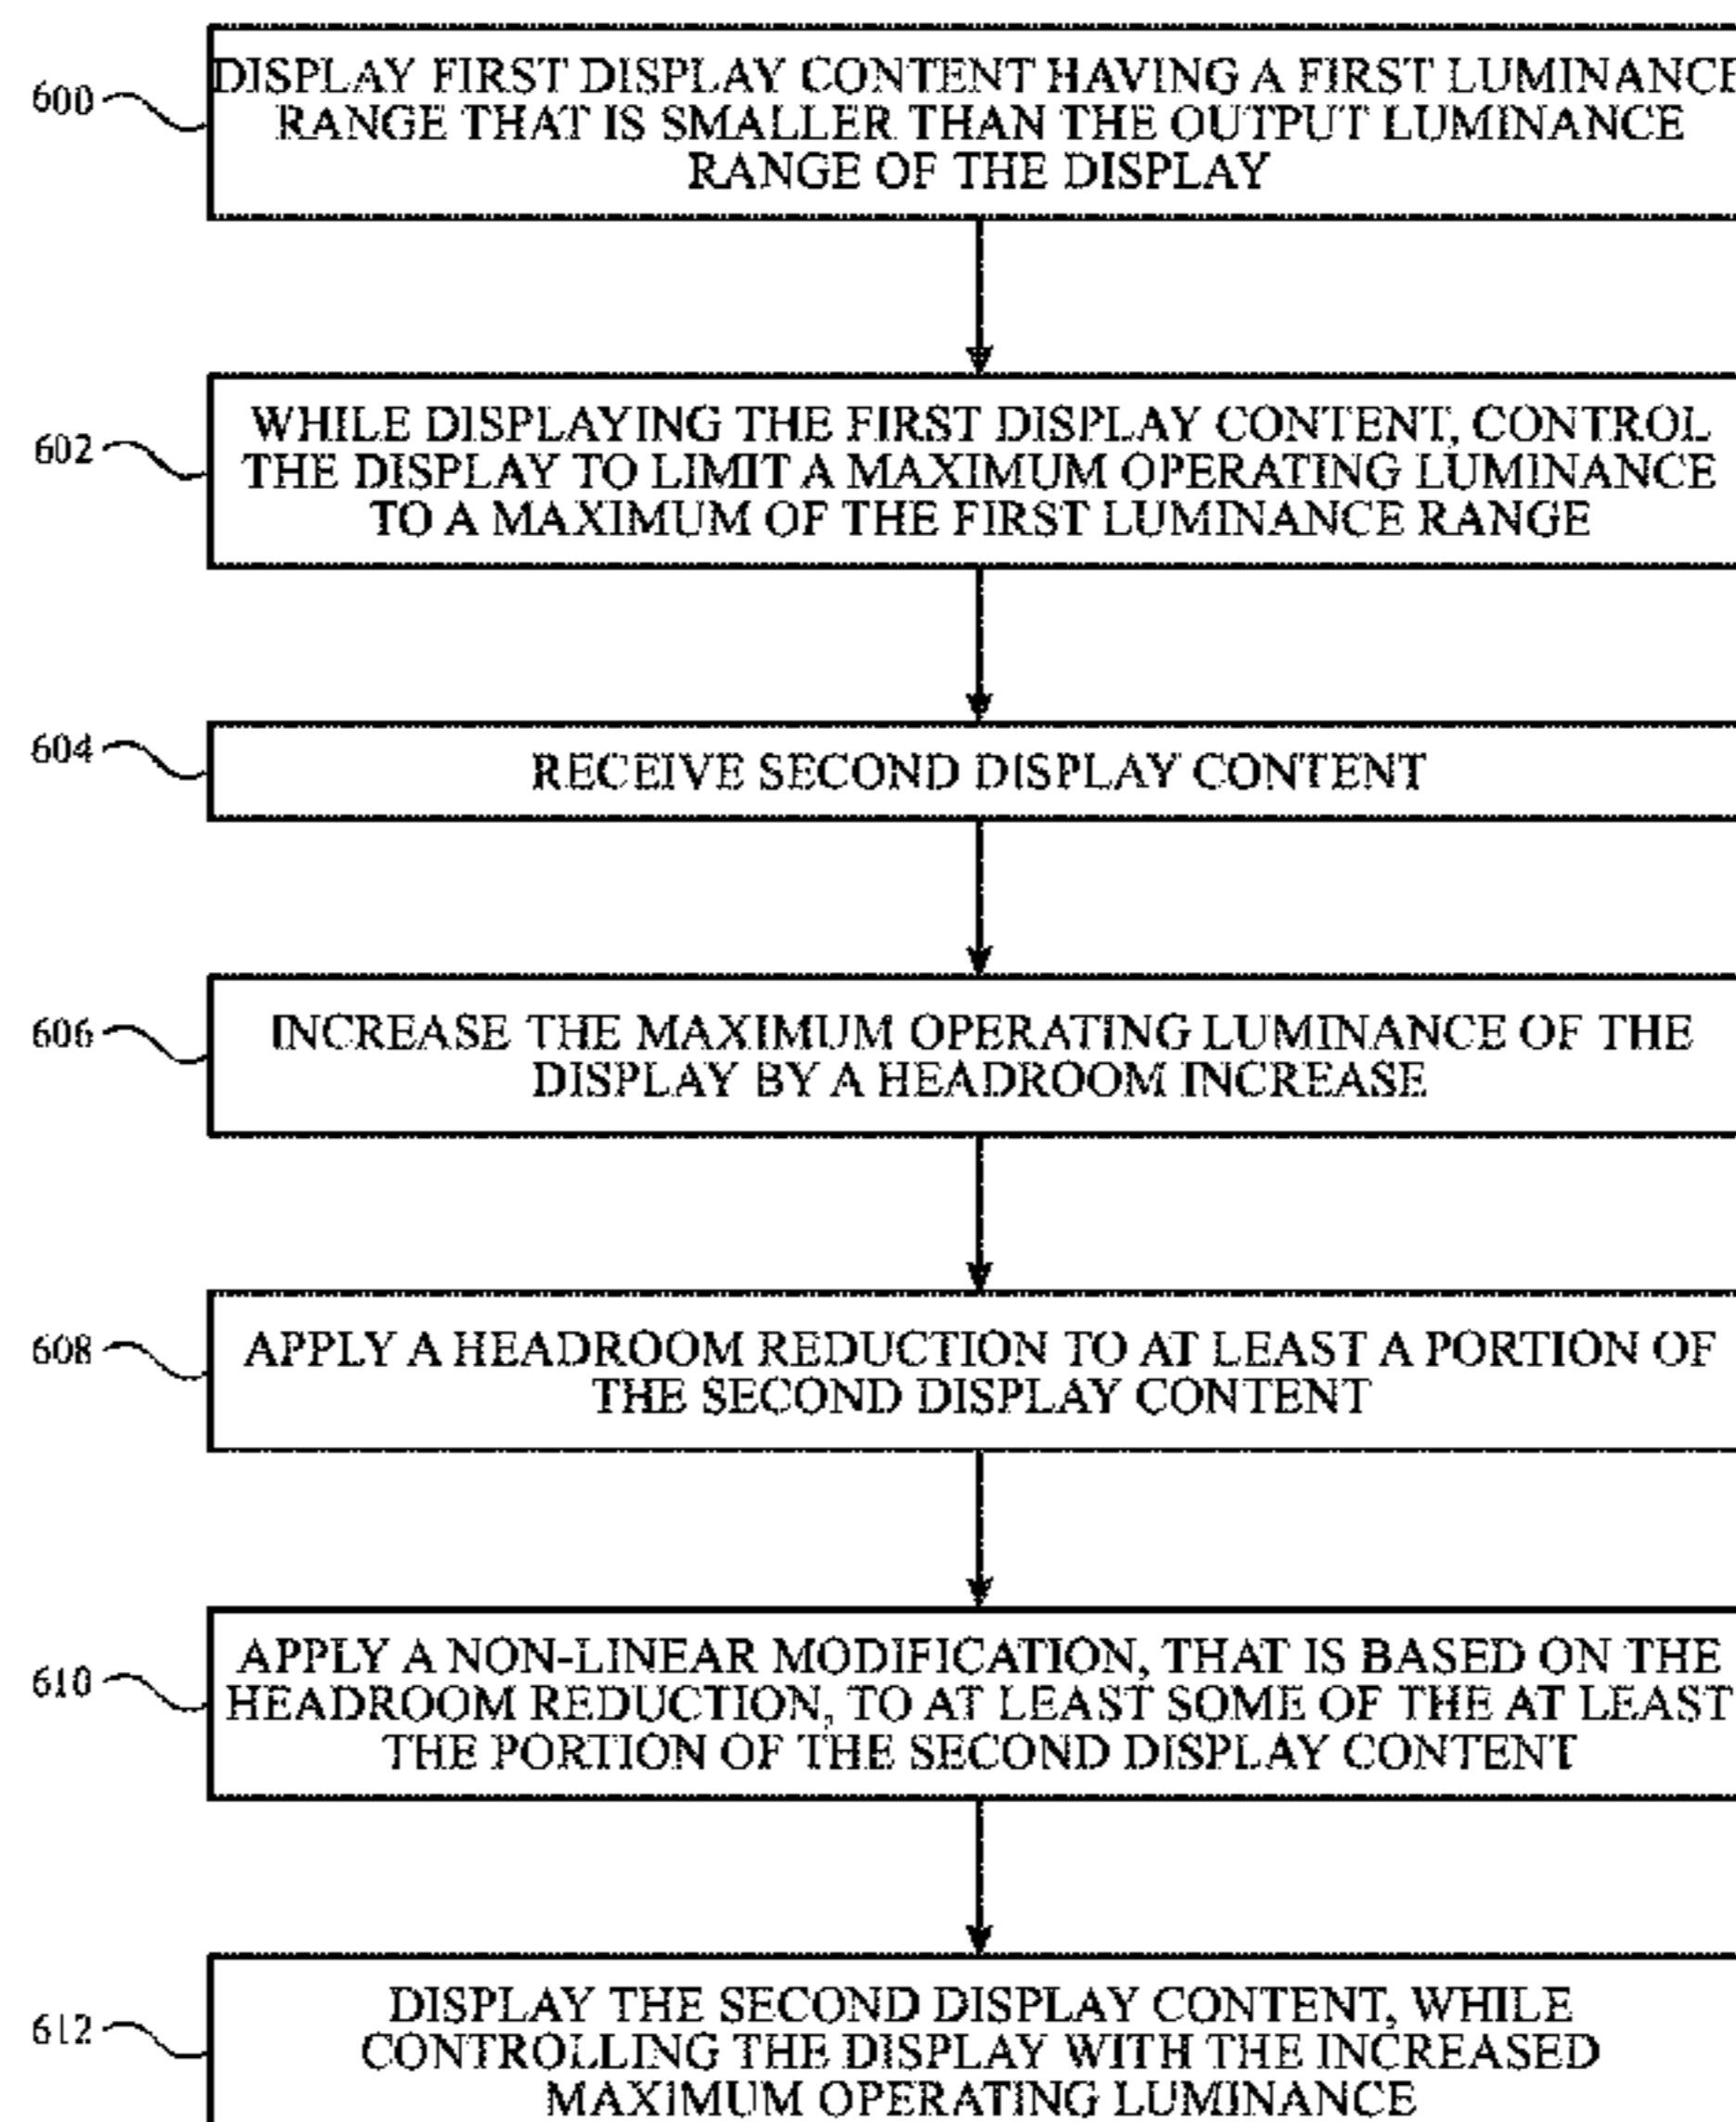 600
DISPLAY FIRST DISPLAY CONTENT HAVING A FIRST LUMINANCE
RANGE THAT IS SMALLER THAN THE OUTPUT LUMINANCE
RANGE OF THE DISPLAY
602
WHILE DISPLAYING THE FIRST DISPLAY CONTENT, CONTROL
THE DISPLAY TO LIMIT A MAXIMUM OPERATING LUMINANCE
TO A MAXIMUM OF THE FIRST LUMINANCE RANGE
604
RECEIVE SECOND DISPLAY CONTENT
606
INCREASE THE MAXIMUM OPERATING LUMINANCE OF THE
DISPLAY BY A HEADROOM INCREASE
608
APPLY A HEADROOM REDUCTION TO AT LEAST A PORTION OF
THE SECOND DISPLAY CONTENT
610
APPLY A NON-LINEAR MODIFICATION, THAT IS BASED ON THE
HEADROOM REDUCTION, TO AT LEAST SOME OF THE AT LEAST
THE PORTION OF THE SECOND DISPLAY CONTENT
612
DISPLAY THE SECOND DISPLAY CONTENT, WHILE
CONTROLLING THE DISPLAY WITH THE INCREASED
MAXIMUM OPERATING LUMINANCE